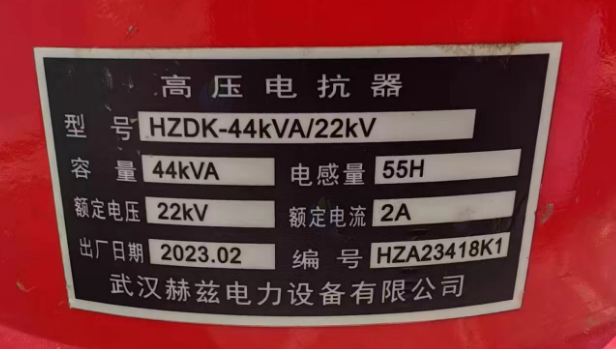 高压电抗器
型号 HZDK-44kVA/22kV
容量 44kVA 电感量 55H
额定电压 22kV 额定电流 2A
出厂日期 2023.02 编号 HZA23418K1
武汉赫兹电力设备有限公司